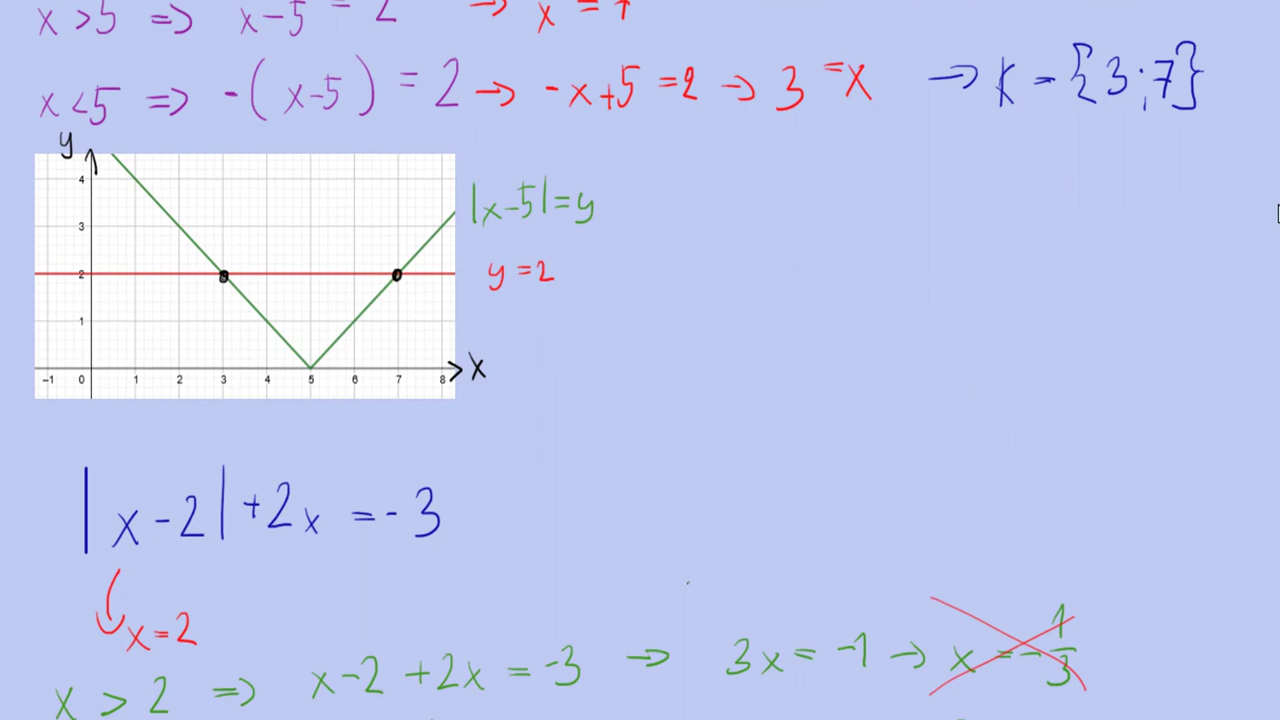 x >5 => x-5 = 2 → x = 7
x <5 => -(x-5) = 2 → -x+5 =2 → 3 =x → K = {3;7}
y
4
3
2
1
-1 0 1 2 3 4 5 6 7 8
x
|x-5|=y
y =2
|x-2|+2x =-3
x=2
x > 2 => x-2 +2x = -3 → 3x = -1 → x = -1/3